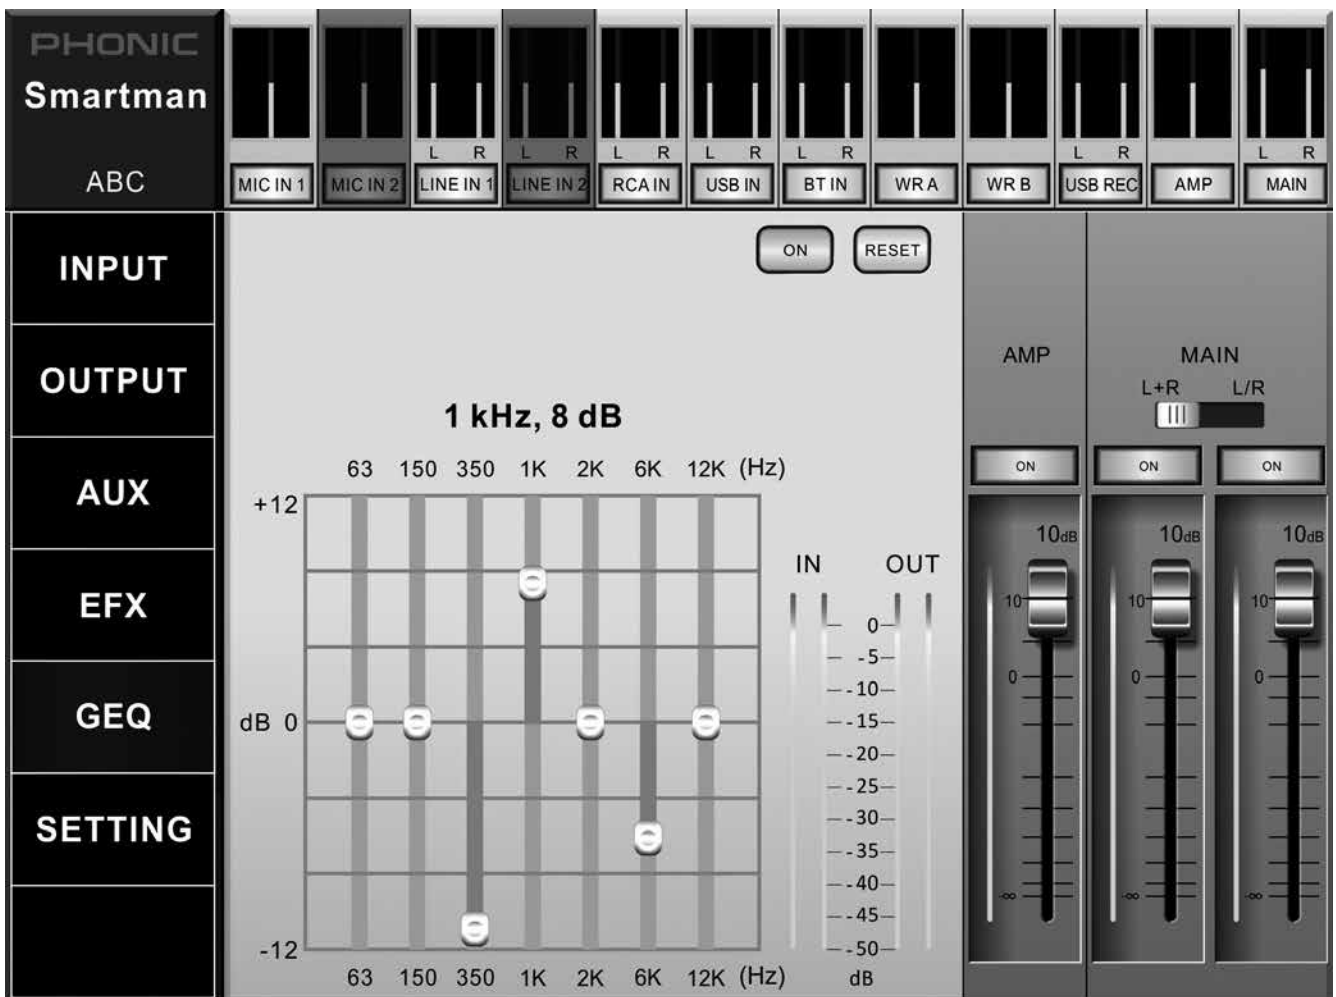 PHONIC
Smartman
ABC
L R L R L R L R L R L R L R
MIC IN 1 MIC IN 2 LINE IN 1 LINE IN 2 RCA IN USB IN BT IN WR A WR B USB REC AMP MAIN
INPUT
OUTPUT
AUX
EFX
GEQ
SETTING
ON RESET
1 kHz, 8 dB
63 150 350 1K 2K 6K 12K (Hz)
+12
dB 0
-12
63 150 350 1K 2K 6K 12K (Hz)
IN OUT
0
-5
-10
-15
-20
-25
-30
-35
-40
-45
-50
dB
AMP
ON
10dB
10
0
-∞
MAIN
L+R L/R
ON ON
10dB 10dB
10 10
0 0
-∞ -∞